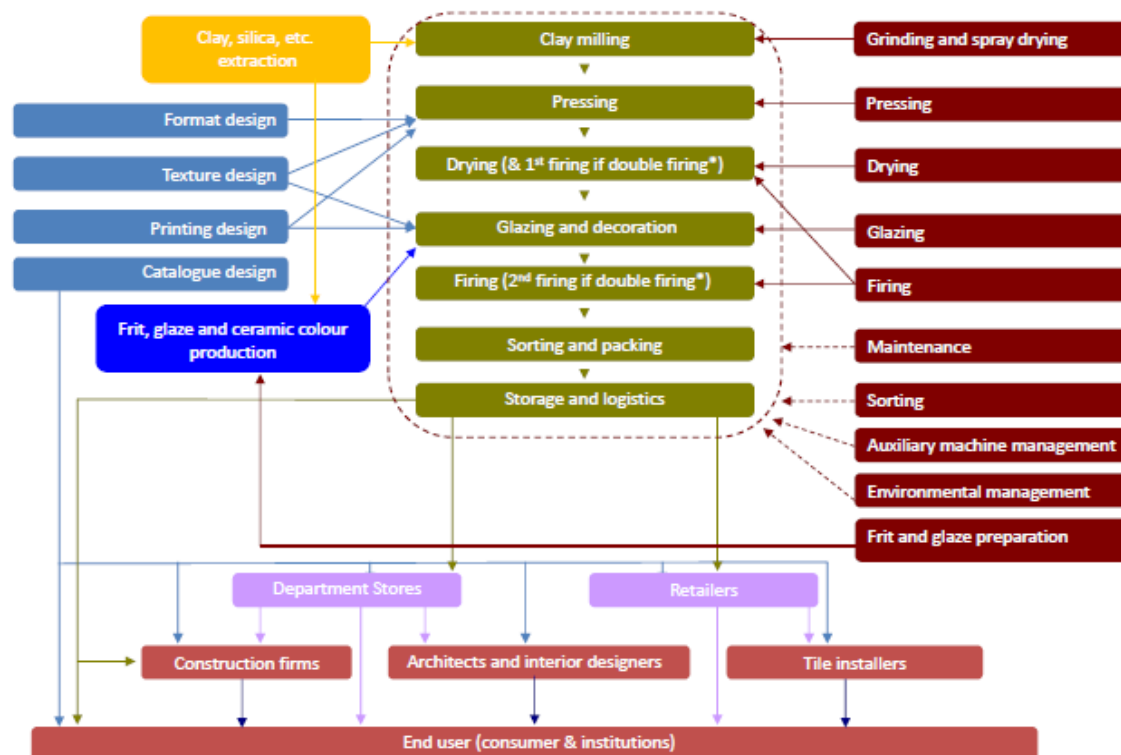 Clay, silica, etc.
extraction
Clay milling
Grinding and spray drying
Pressing
Pressing
Format design
Drying (& 1st firing if double firing*)
Drying
Texture design
Printing design
Glazing and decoration
Glazing
Catalogue design
Firing (2nd firing if double firing*)
Firing
Frit, glaze and ceramic colour
production
Sorting and packing
Maintenance
Storage and logistics
Sorting
Auxiliary machine management
Environmental management
Frit and glaze preparation
Department Stores
Retailers
Construction firms
Architects and interior designers
Tile installers
End user (consumer & institutions)